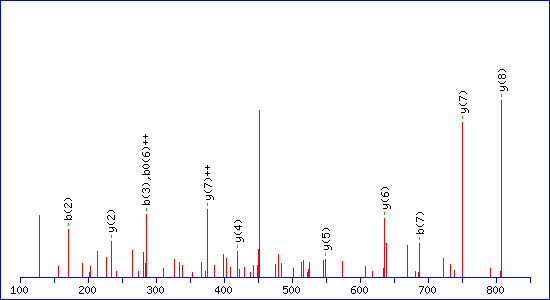 b(2)
y(2)
b(3),b0(6)++
y(7)++
y(4)
y(5)
y(6)
b(7)
y(7)
y(8)
100 200 300 400 500 600 700 800